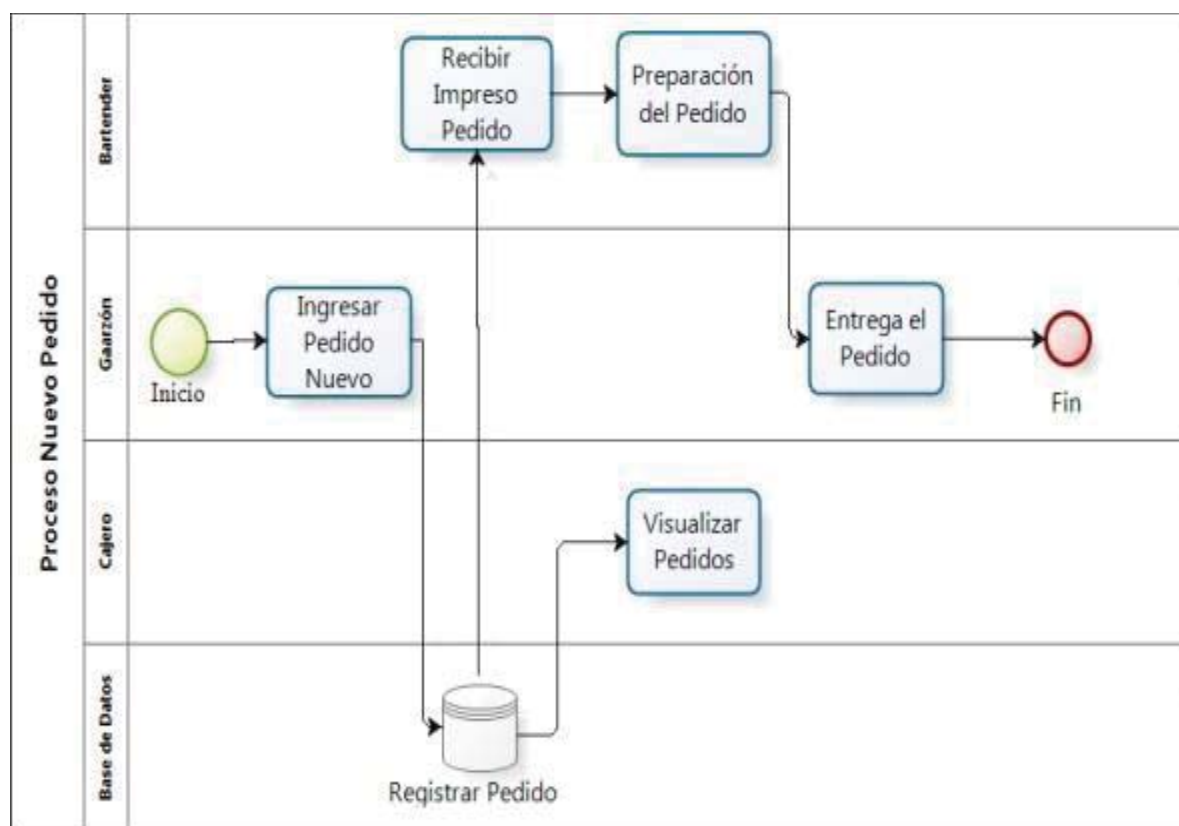 Proceso Nuevo Pedido
Bartender
Recibir
Impreso
Pedido
Preparación
del Pedido
Gaarzón
Inicio
Ingresar
Pedido
Nuevo
Entrega el
Pedido
Fin
Cajero
Visualizar
Pedidos
Base de Datos
Registrar Pedido